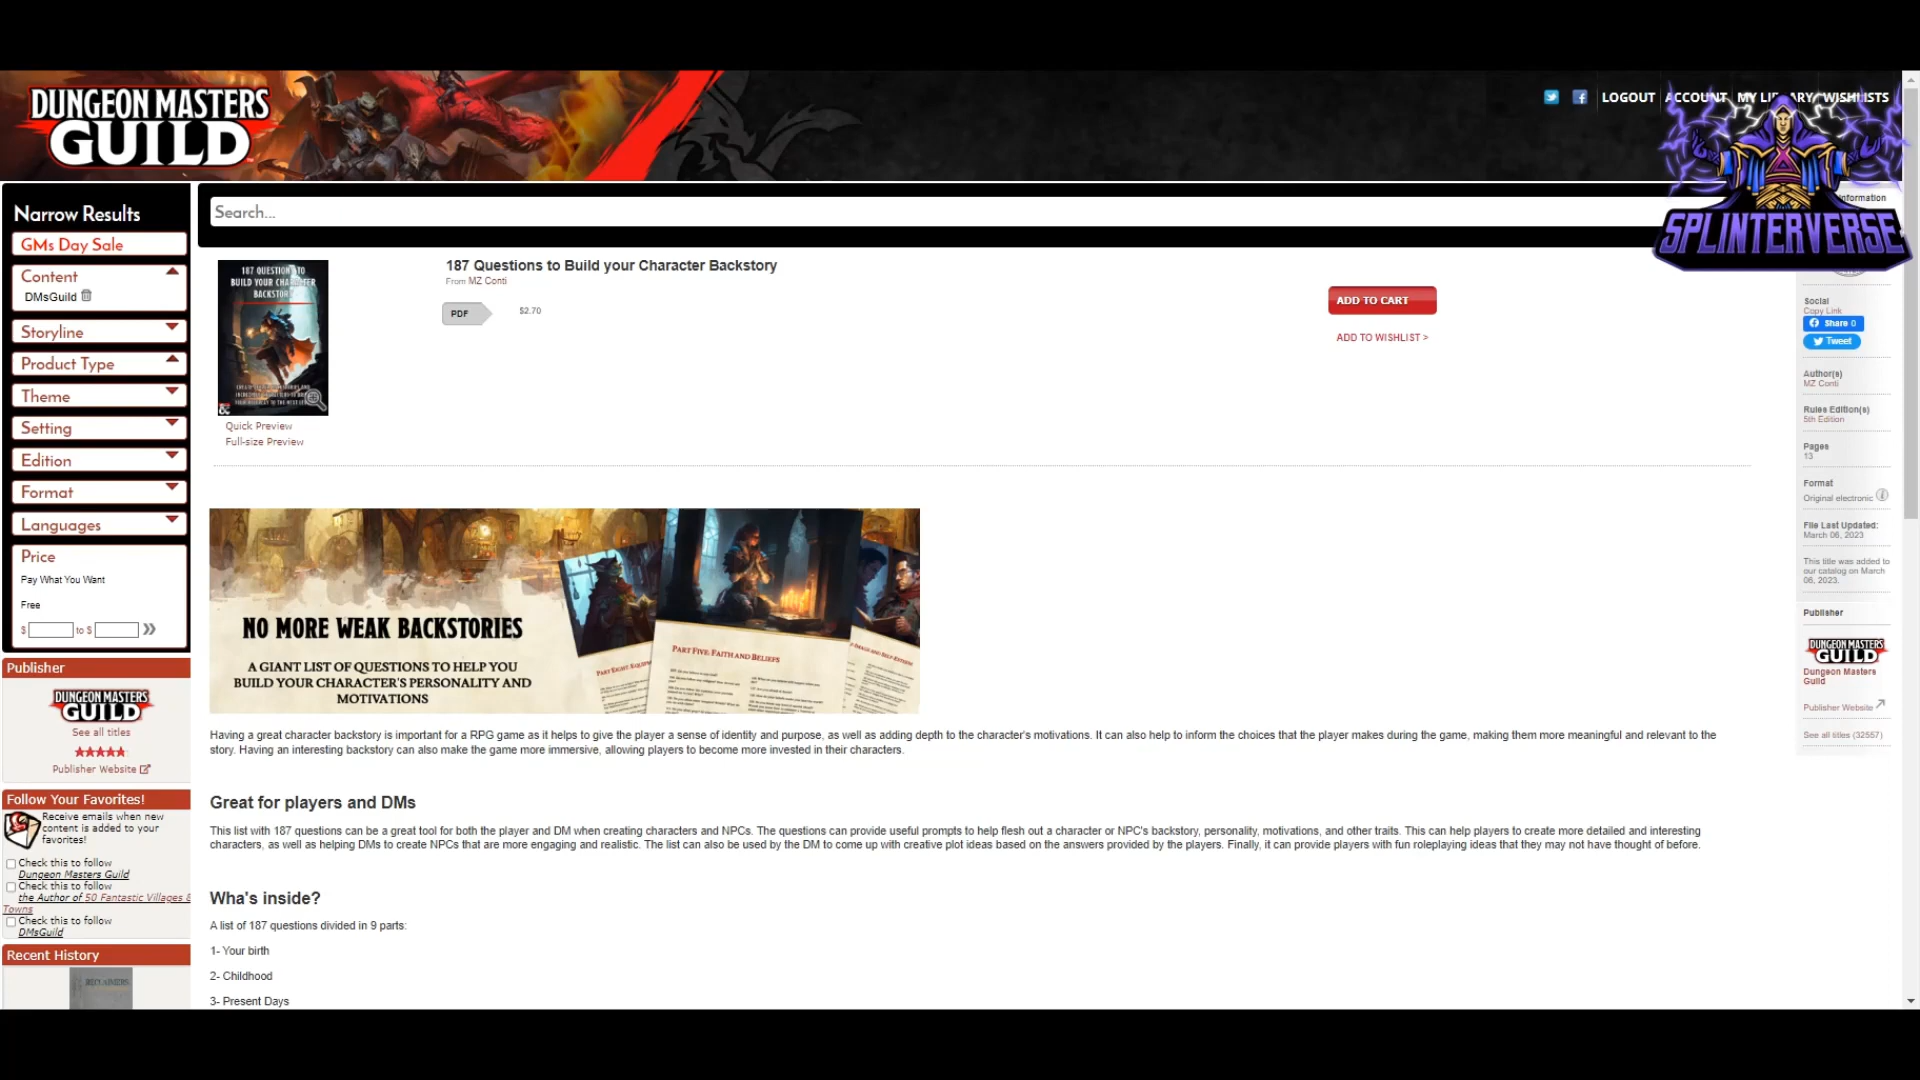 DUNGEON MASTERS
GUILD
LOGOUT
ACCOUNT
WISHLISTS
SPLINTERVERSE
Narrow Results
GMs Day Sale
Content
DMsGuild
Storyline
Product Type
Theme
Setting
Edition
Format
Languages
Price
Pay What You Want
Free
$ to $ »
Publisher
DUNGEON MASTERS
GUILD
See all titles
Publisher Website
Follow Your Favorites!
Receive emails when new
content is added to your
favorites!
Check this to follow
Dungeon Masters Guild
Check this to follow
the Author of 50 Fantastic Villages &
Towns
Check this to follow
DMsGuild
Recent History
RECLAIMERS
Search...
187 QUESTIONS TO
BUILD YOUR CHARACTER
BACKSTORY
Quick Preview
Full-size Preview
187 Questions to Build your Character Backstory
From MZ Conti
PDF
$2.70
ADD TO CART
ADD TO WISHLIST >
NO MORE WEAK BACKSTORIES
A GIANT LIST OF QUESTIONS TO HELP YOU
BUILD YOUR CHARACTER'S PERSONALITY AND
MOTIVATIONS
PART FIVE: FAITH AND BELIEFS
Having a great character backstory is important for a RPG game as it helps to give the player a sense of identity and purpose, as well as adding depth to the character's motivations. It can also help to inform the choices that the player makes during the game, making them more meaningful and relevant to the
story. Having an interesting backstory can also make the game more immersive, allowing players to become more invested in their characters.
Great for players and DMs
This list with 187 questions can be a great tool for both the player and DM when creating characters and NPCs. The questions can provide useful prompts to help flesh out a character or NPC's backstory, personality, motivations, and other traits. This can help players to create more detailed and interesting
characters, as well as helping DMs to create NPCs that are more engaging and realistic. The list can also be used by the DM to come up with creative plot ideas based on the answers provided by the players. Finally, it can provide players with fun roleplaying ideas that they may not have thought of before.
Wha's inside?
A list of 187 questions divided in 9 parts:
1- Your birth
2- Childhood
3- Present Days
Information
Social
Copy Link
Share 0
Tweet
Author(s)
MZ Conti
Rules Edition(s)
5th Edition
Pages
13
Format
Original electronic
File Last Updated:
March 06, 2023
This title was added to
our catalog on March
06, 2023.
Publisher
DUNGEON MASTERS
GUILD
Dungeon Masters
Guild
Publisher Website
See all titles (32557)